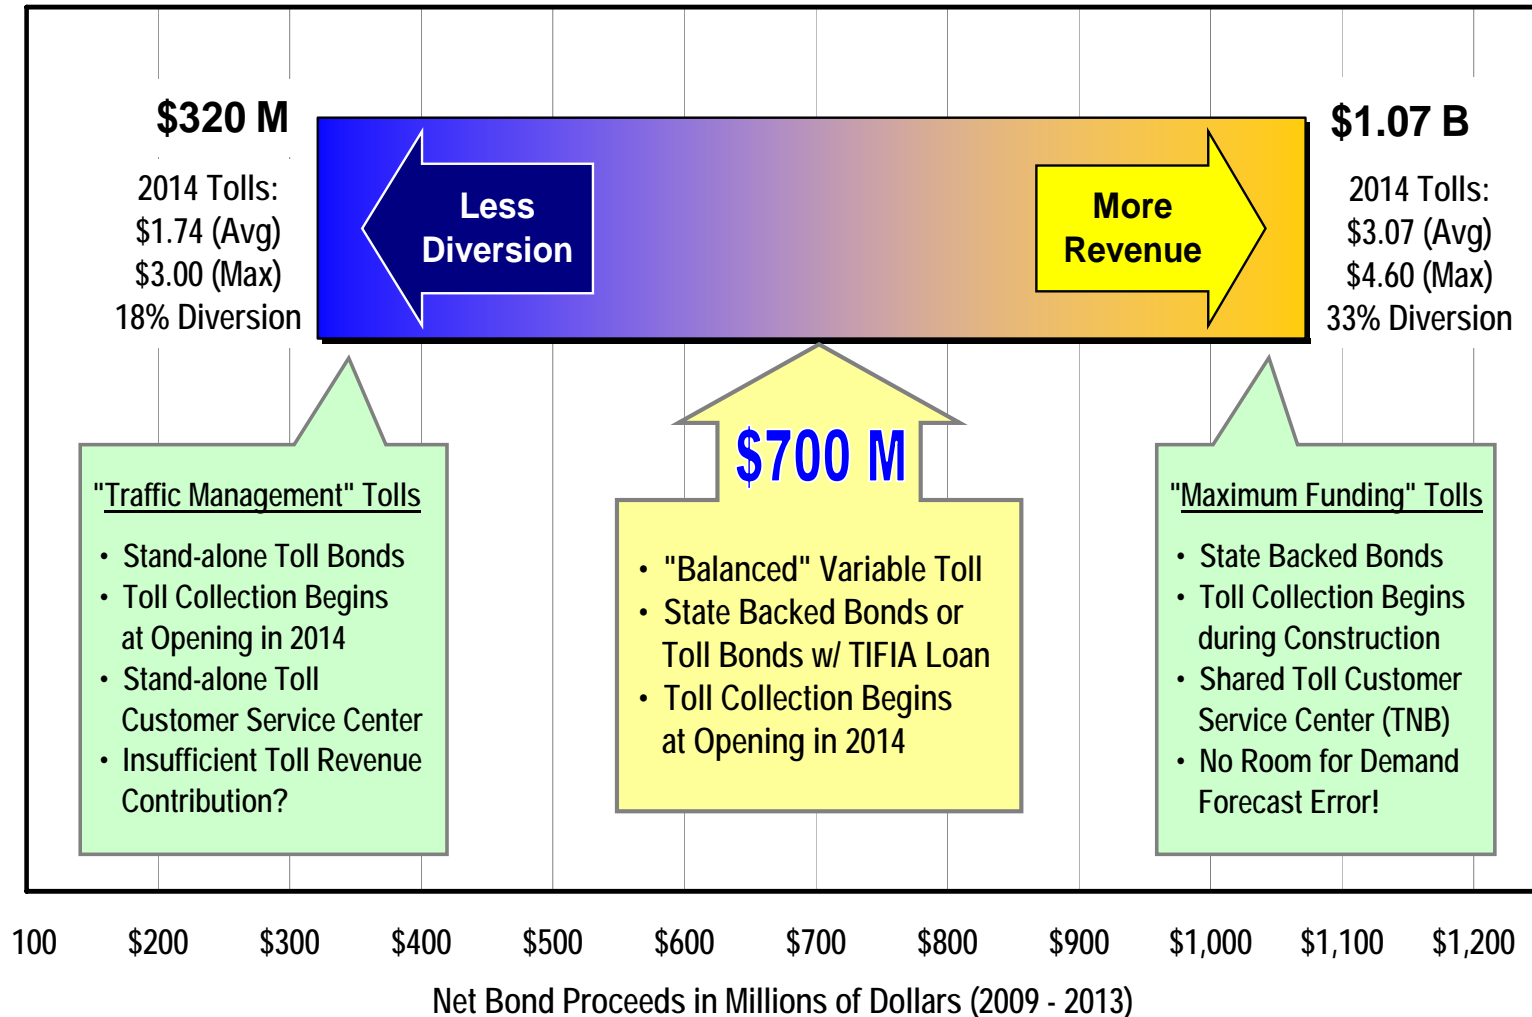 $320 M
2014 Tolls:
$1.74 (Avg)
$3.00 (Max)
18% Diversion
Less
Diversion
More
Revenue
$1.07 B
2014 Tolls:
$3.07 (Avg)
$4.60 (Max)
33% Diversion
"Traffic Management" Tolls
• Stand-alone Toll Bonds
• Toll Collection Begins
at Opening in 2014
• Stand-alone Toll
Customer Service Center
• Insufficient Toll Revenue
Contribution?
$700 M
• "Balanced" Variable Toll
• State Backed Bonds or
Toll Bonds w/ TIFIA Loan
• Toll Collection Begins
at Opening in 2014
"Maximum Funding" Tolls
• State Backed Bonds
• Toll Collection Begins
during Construction
• Shared Toll Customer
Service Center (TNB)
• No Room for Demand
Forecast Error!
100 $200 $300 $400 $500 $600 $700 $800 $900 $1,000 $1,100 $1,200
Net Bond Proceeds in Millions of Dollars (2009 - 2013)